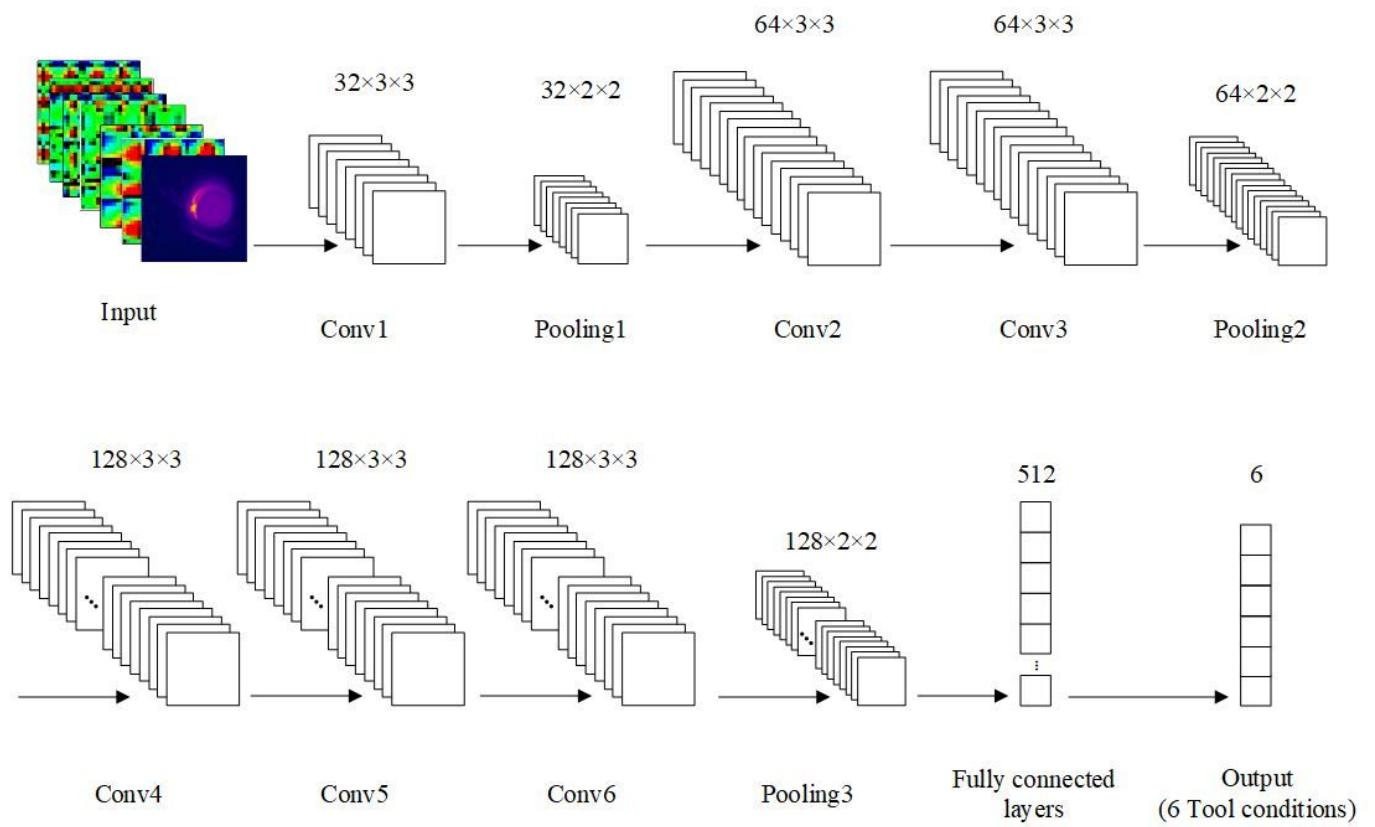 64×3×3
64×3×3
32×3×3
32×2×2
64×2×2
Input
Conv1
Pooling1
Conv2
Conv3
Pooling2
128×3×3
128×3×3
128×3×3
512
6
128×2×2
Conv4
Conv5
Conv6
Pooling3
Fully connected
layers
Output
(6 Tool conditions)